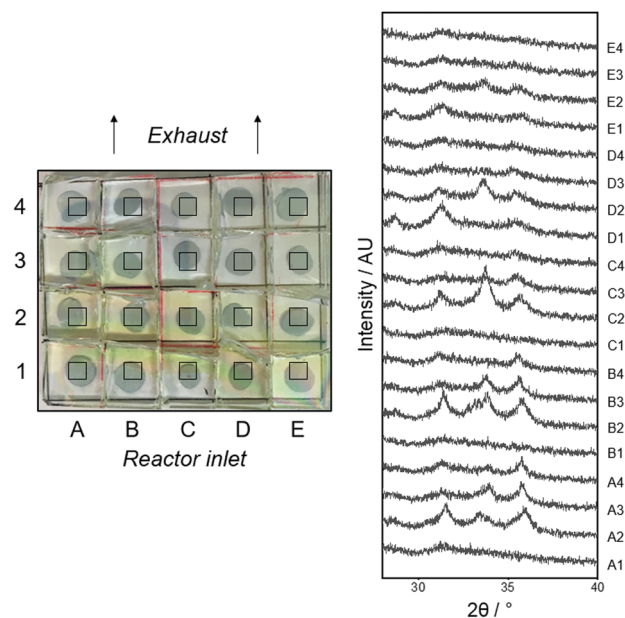 Exhaust
4
3
2
1
A B C D E
Reactor inlet
Intensity / AU
E4
E3
E2
E1
D4
D3
D2
D1
C4
C3
C2
C1
B4
B3
B2
B1
A4
A3
A2
A1
30 35 40
2θ / °